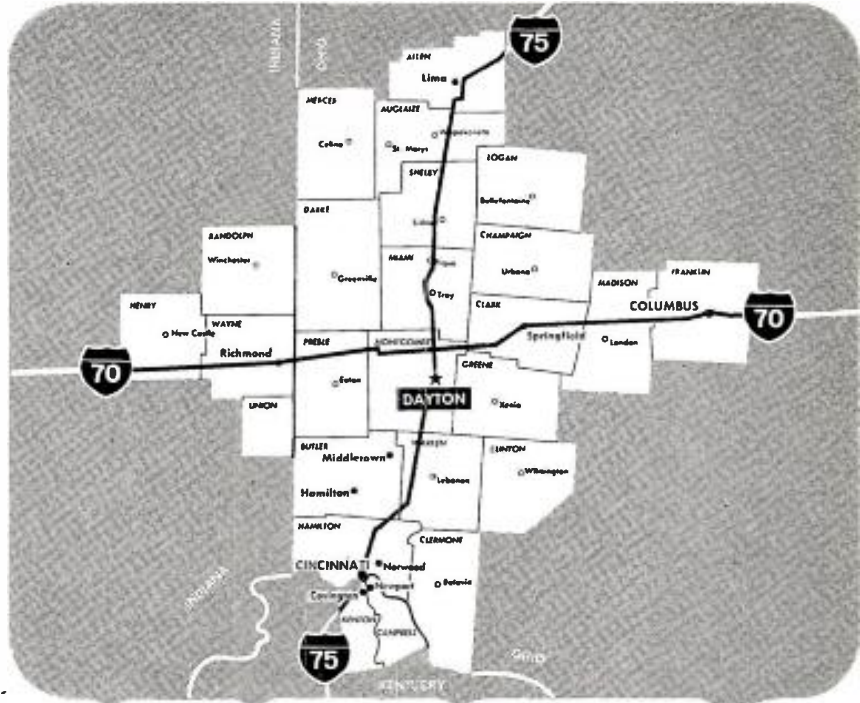 INDIANA
OHIO
75
ALLEN
Lima
MERCER
AUGLAIZE
Wapakoneta
Celina
St. Marys
LOGAN
SHELBY
Bellefontaine
DARKE
RANDOLPH
CHAMPAIGN
Winchester
MIAMI
Urbana
Greenville
MADISON
FRANKLIN
Troy
HENRY
CLARK
COLUMBUS
70
WAYNE
New Castle
PREBLE
MONTGOMERY
Springfield
London
Richmond
70
GREENE
Eaton
DAYTON
Xenia
UNION
BUTLER
WARREN
CLINTON
Middletown
Lebanon
Wilmington
Hamilton
HAMILTON
CLERMONT
CINCINNATI
Norwood
INDIANA
Batavia
Newport
Covington
KENTON
CAMPBELL
75
OHIO
KENTUCKY